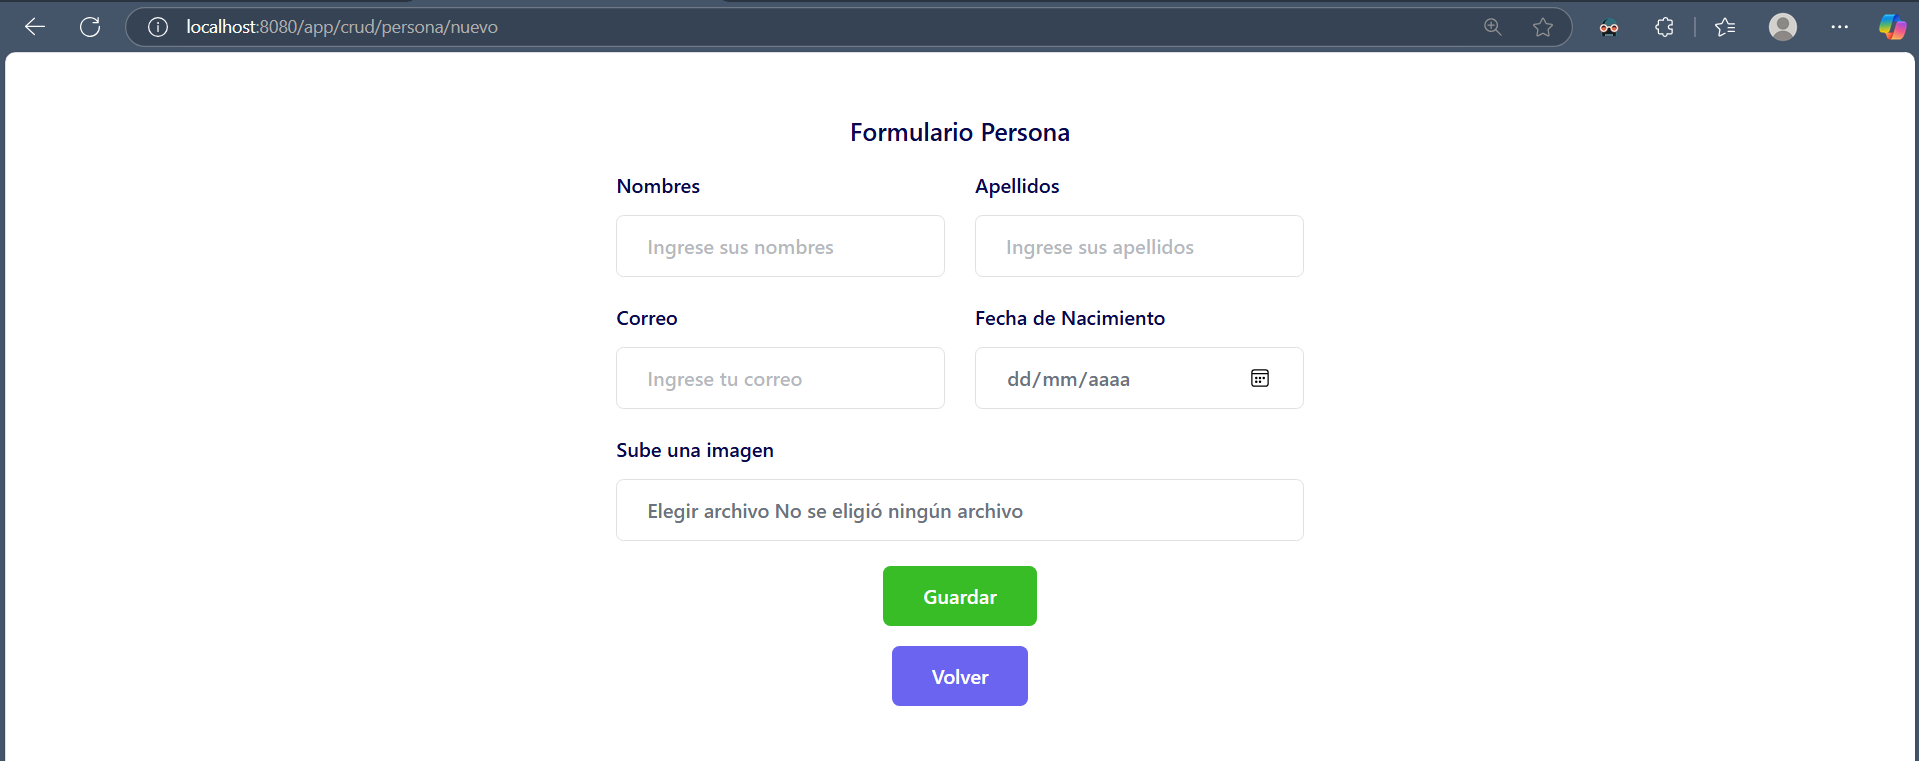 localhost:8080/app/crud/persona/nuevo
Formulario Persona
Nombres
Apellidos
Ingrese sus nombres
Ingrese sus apellidos
Correo
Fecha de Nacimiento
Ingrese tu correo
dd/mm/aaaa
Sube una imagen
Elegir archivo No se eligió ningún archivo
Guardar
Volver